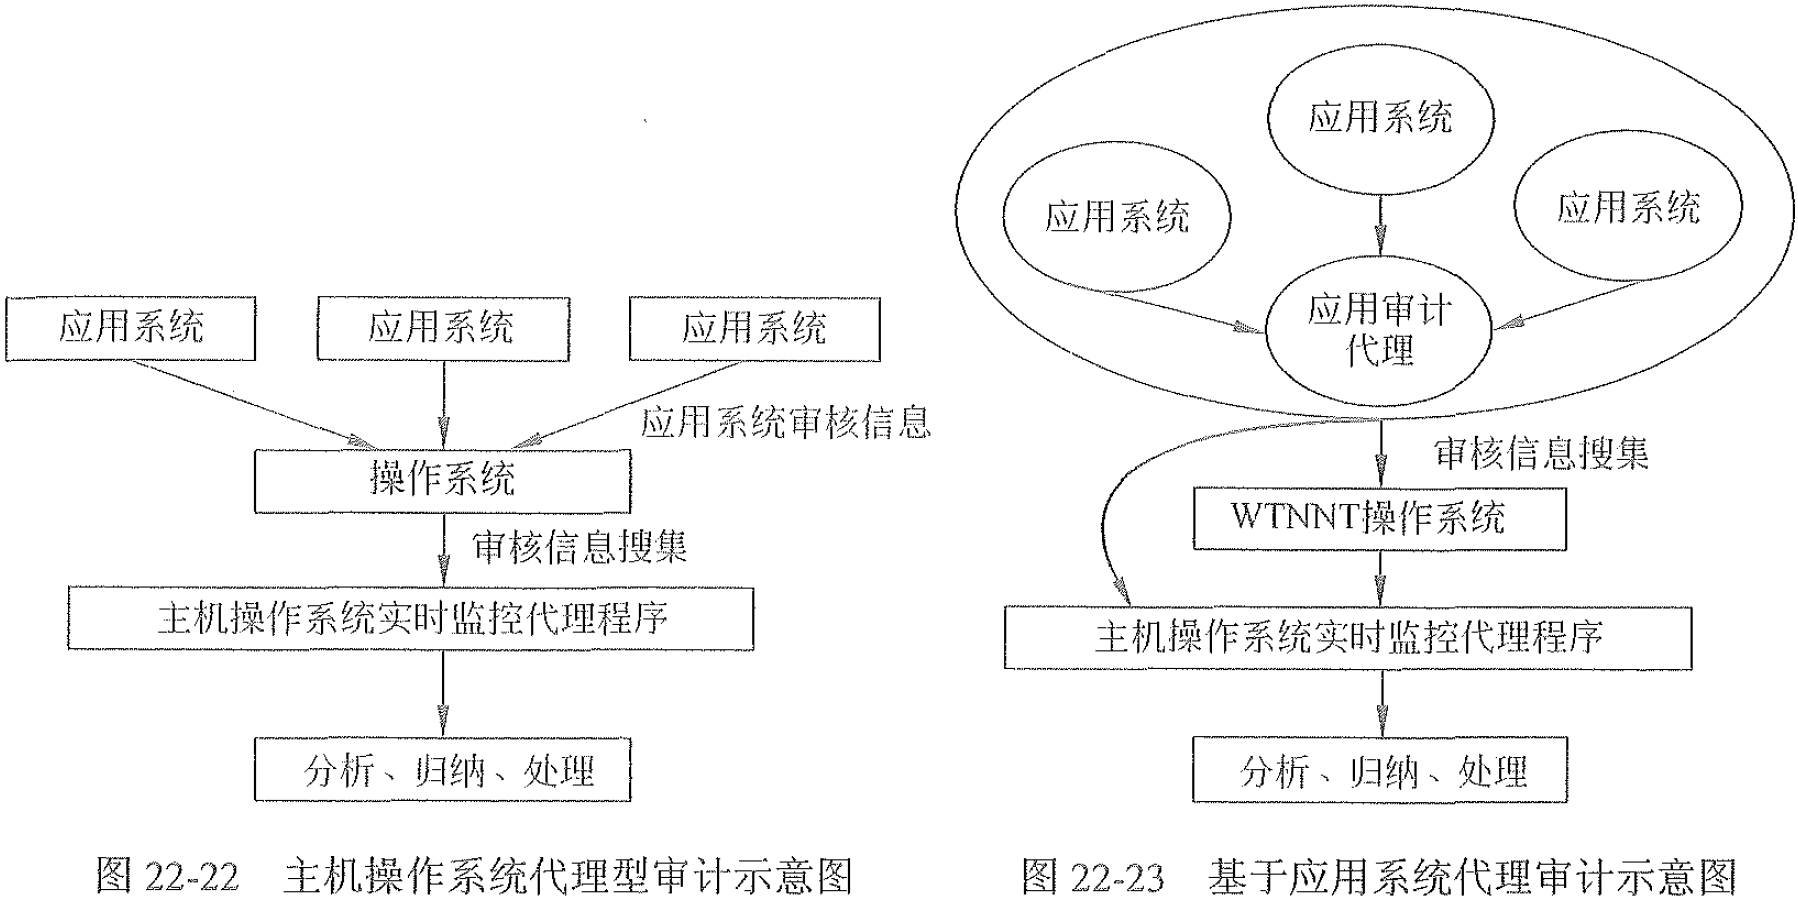 应用系统
应用系统
应用系统
应用系统审核信息
操作系统
审核信息搜集
主机操作系统实时监控代理程序
分析、归纳、处理
图 22-22 主机操作系统代理型审计示意图
应用系统
应用系统
应用系统
应用审计
代理
审核信息搜集
WTNNT操作系统
主机操作系统实时监控代理程序
分析、归纳、处理
图 22-23 基于应用系统代理审计示意图